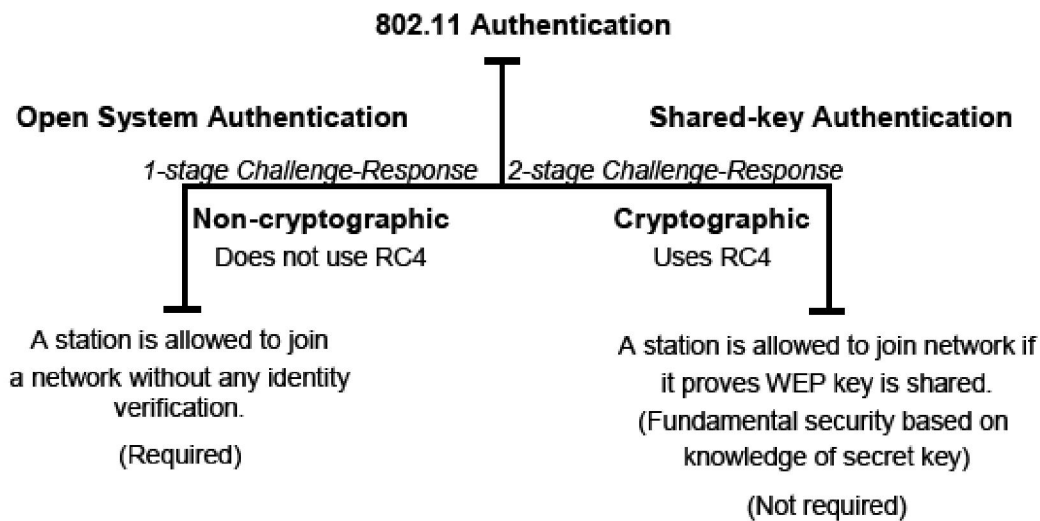 802.11 Authentication
Open System Authentication
Shared-key Authentication
1-stage Challenge-Response
2-stage Challenge-Response
Non-cryptographic
Does not use RC4
Cryptographic
Uses RC4
A station is allowed to join
a network without any identity
verification.
(Required)
A station is allowed to join network if
it proves WEP key is shared.
(Fundamental security based on
knowledge of secret key)
(Not required)